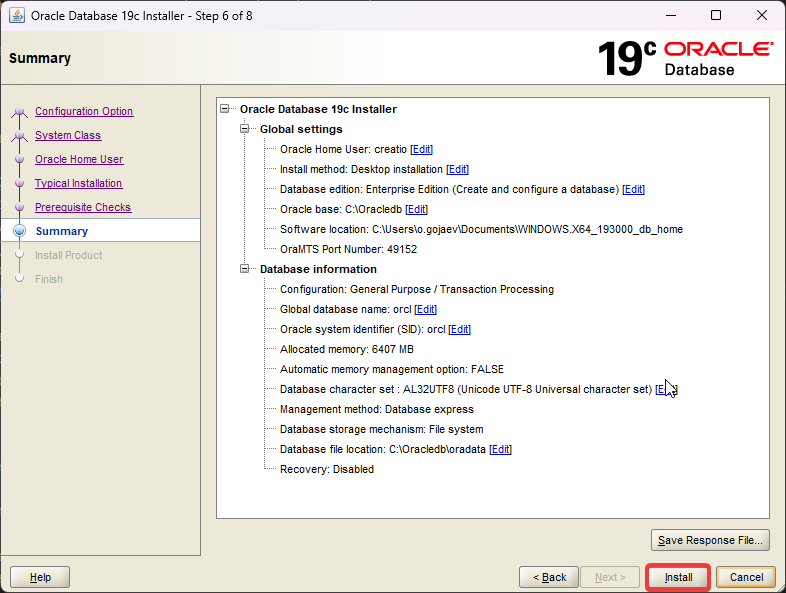 Oracle Database 19c Installer - Step 6 of 8
Summary
19c ORACLE
Database
Configuration Option
System Class
Oracle Home User
Typical Installation
Prerequisite Checks
Summary
Install Product
Finish
Oracle Database 19c Installer
Global settings
Oracle Home User: creatio [Edit]
Install method: Desktop installation [Edit]
Database edition: Enterprise Edition (Create and configure a database) [Edit]
Oracle base: C:\Oracledb [Edit]
Software location: C:\Users\o.gojaev\Documents\WINDOWS.X64_193000_db_home
OraMTS Port Number: 49152
Database information
Configuration: General Purpose / Transaction Processing
Global database name: orcl [Edit]
Oracle system identifier (SID): orcl [Edit]
Allocated memory: 6407 MB
Automatic memory management option: FALSE
Database character set : AL32UTF8 (Unicode UTF-8 Universal character set)
Management method: Database express
Database storage mechanism: File system
Database file location: C:\Oracledb\oradata [Edit]
Recovery: Disabled
Save Response File...
Help
< Back
Next >
Install
Cancel